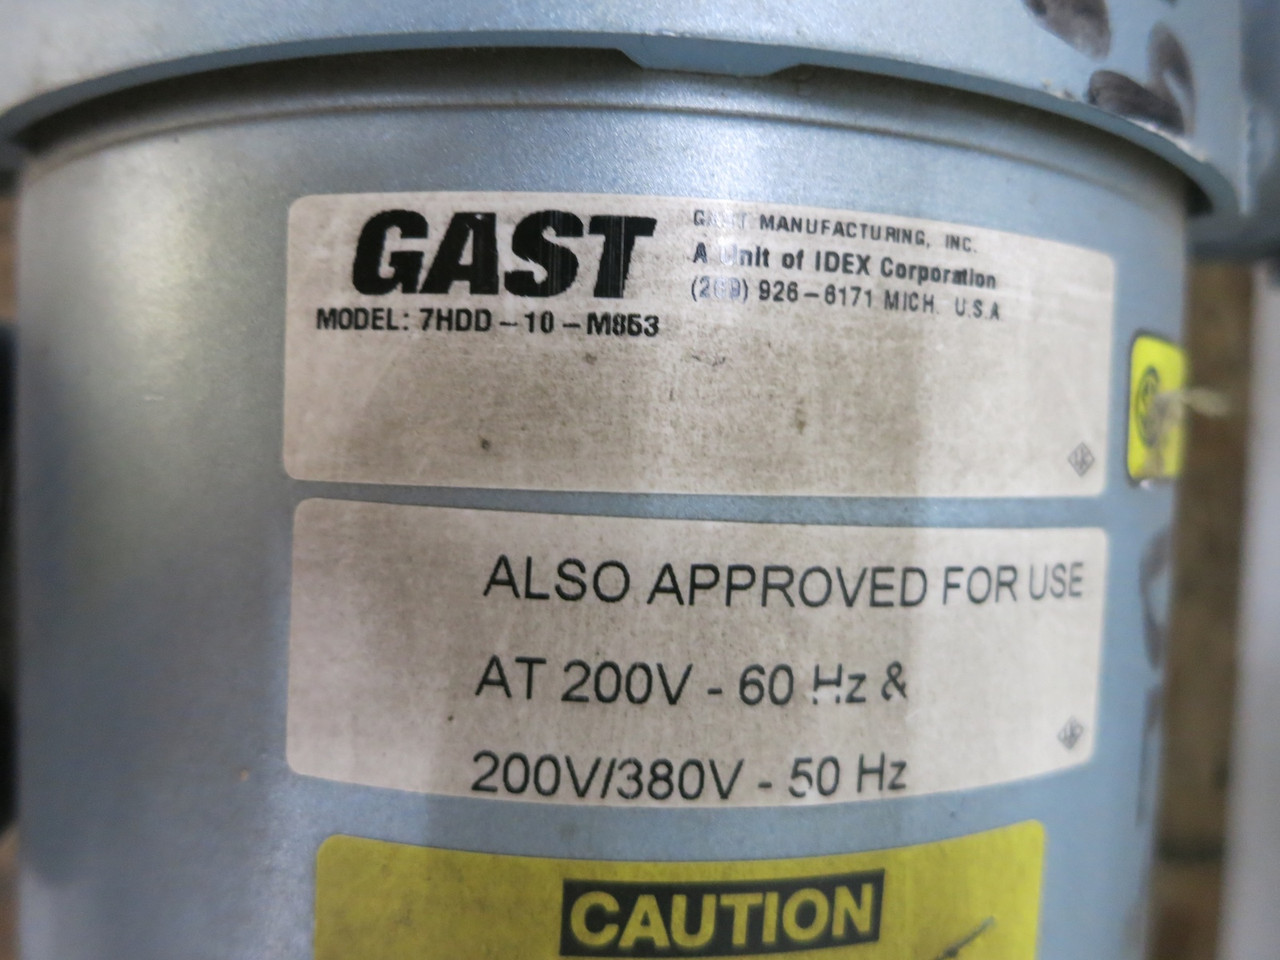 GAST
GAST MANUFACTURING, INC.
A Unit of IDEX Corporation
(269) 926-6171 MICH. U.S.A
MODEL: 7HDD-10-M853
ALSO APPROVED FOR USE
AT 200V - 60 Hz &
200V/380V - 50 Hz
CAUTION